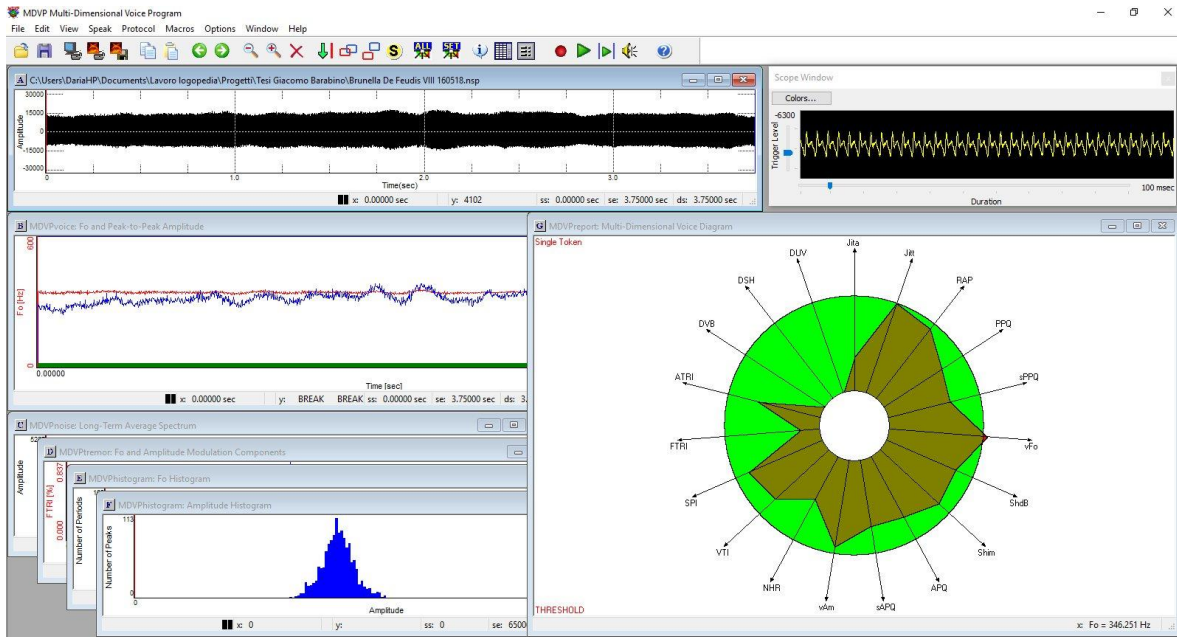 MDVP Multi-Dimensional Voice Program
File Edit View Speak Protocol Macros Options Window Help
A C:\Users\DariaHP\Documents\Lavoro logopedia\Progetti\Tesi Giacomo Barabino\Brunella De Feudis VIII 160518.nsp
30000
15000
0
-15000
-30000
Amplitude
0 1.0 2.0 3.0
Time(sec)
x: 0.00000 sec y: 4102 ss: 0.00000 sec se: 3.75000 sec ds: 3.75000 sec
Scope Window
Colors...
-6300
Trigger Level
100 msec
Duration
B MDVPvoice: Fo and Peak-to-Peak Amplitude
600
Fo [Hz]
0
0.00000
Time [sec]
x: 0.00000 sec y: BREAK BREAK ss: 0.00000 sec se: 3.75000 sec ds: 3.
C MDVPnoise: Long-Term Average Spectrum
Amplitude
D MDVPtremor: Fo and Amplitude Modulation Components
FTRI [%]
0.837
0.000
E MDVPhistogram: Fo Histogram
Number of Periods
F MDVPhistogram: Amplitude Histogram
113
Number of Peaks
0
0
Amplitude
x: 0 y: ss: 0 se: 6500
G MDVPreport: Multi-Dimensional Voice Diagram
Single Token
Jita
Jitt
RAP
PPQ
sPPQ
vFo
ShdB
Shim
APQ
sAPQ
vAm
NHR
VTI
SPI
FTRI
ATRI
DVB
DSH
DUV
THRESHOLD
x: Fo = 346.251 Hz